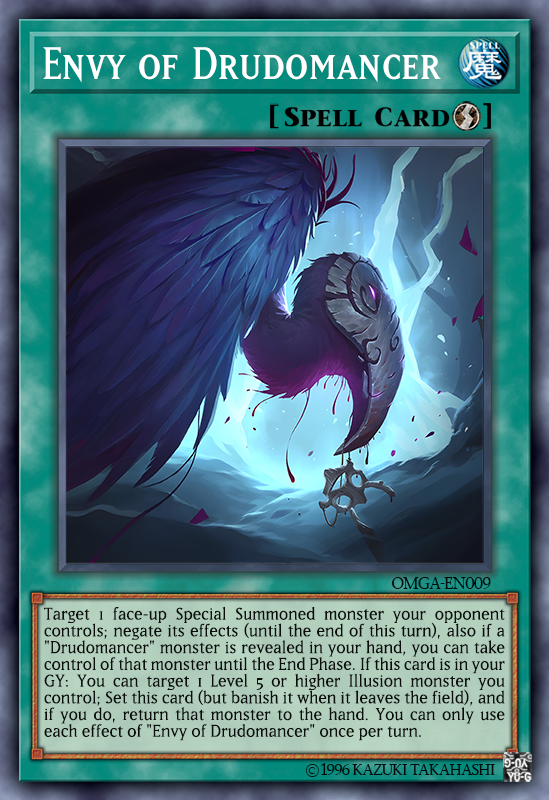 Envy of Drudomancer
SPELL
魔
[Spell Card]
OMGA-EN009
Target 1 face-up Special Summoned monster your opponent
controls; negate its effects (until the end of this turn), also if a
"Drudomancer" monster is revealed in your hand, you can take
control of that monster until the End Phase. If this card is in your
GY: You can target 1 Level 5 or higher Illusion monster you
control; Set this card (but banish it when it leaves the field), and
if you do, return that monster to the hand. You can only use
each effect of "Envy of Drudomancer" once per turn.
©1996 KAZUKI TAKAHASHI